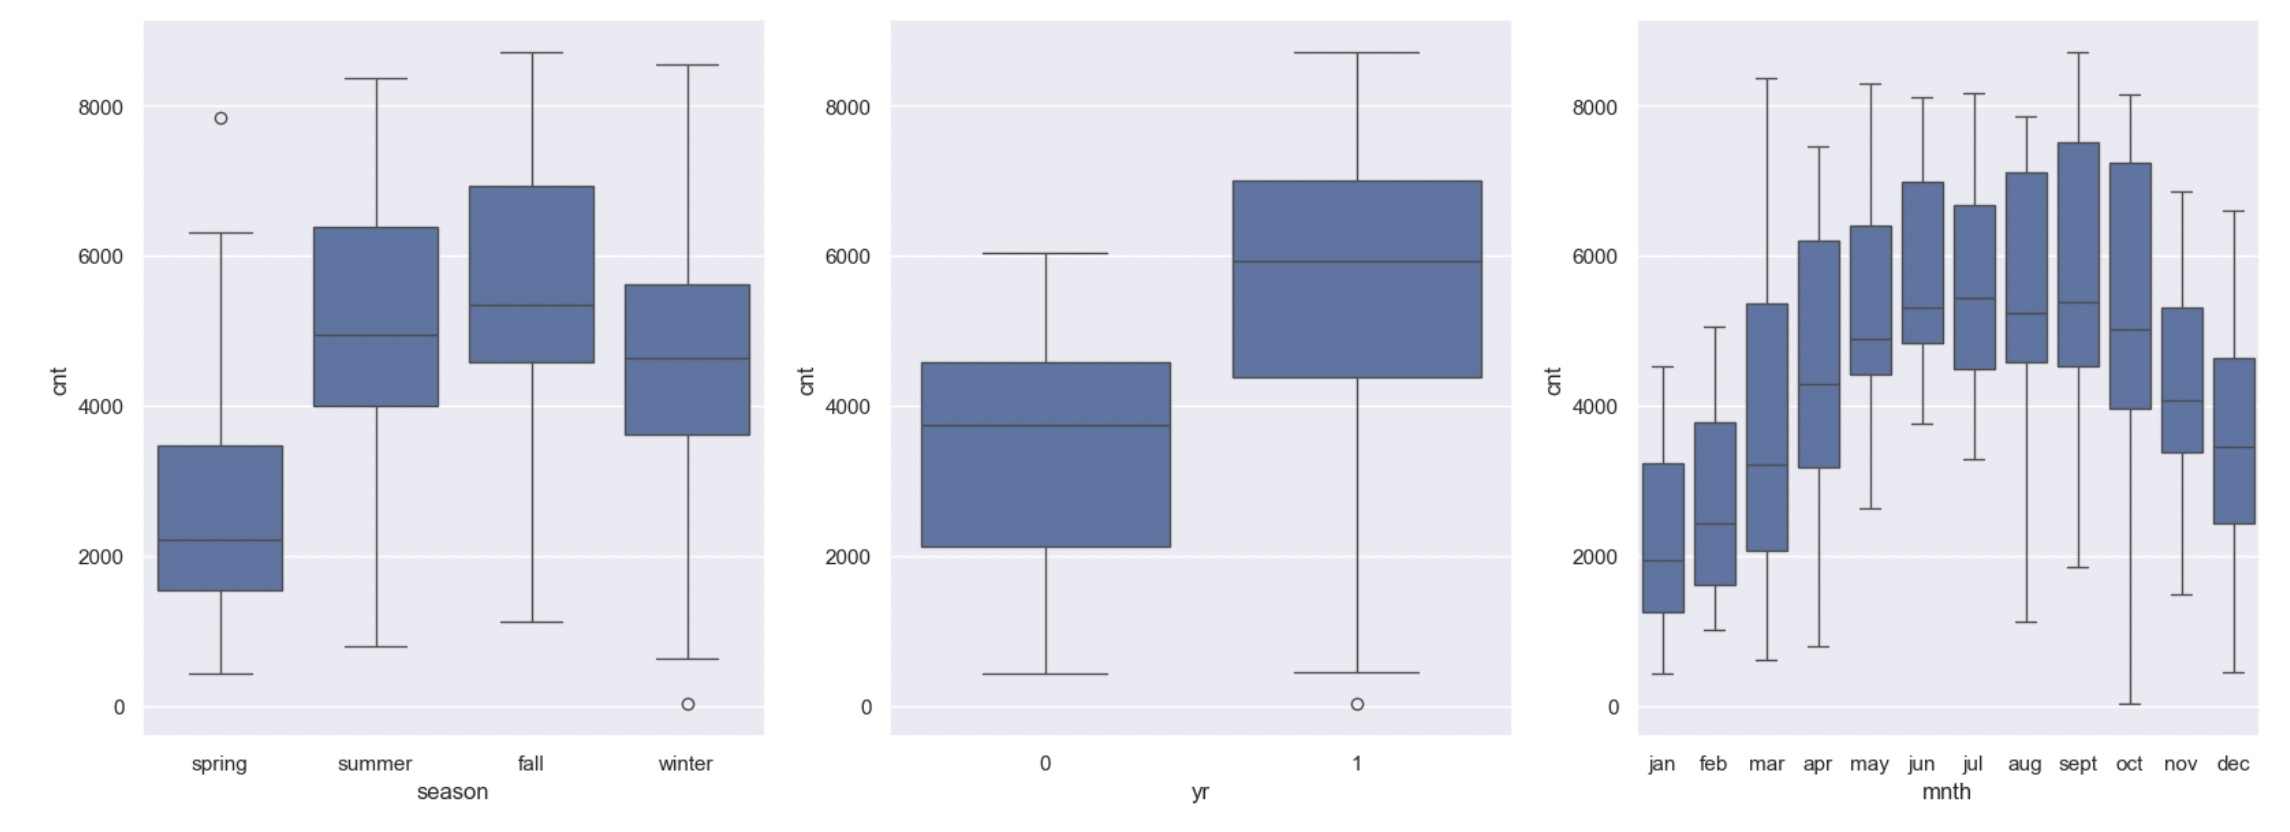 cnt
8000
6000
4000
2000
0
spring summer fall winter
season
cnt
8000
6000
4000
2000
0
0 1
yr
cnt
8000
6000
4000
2000
0
jan feb mar apr may jun jul aug sept oct nov dec
mnth